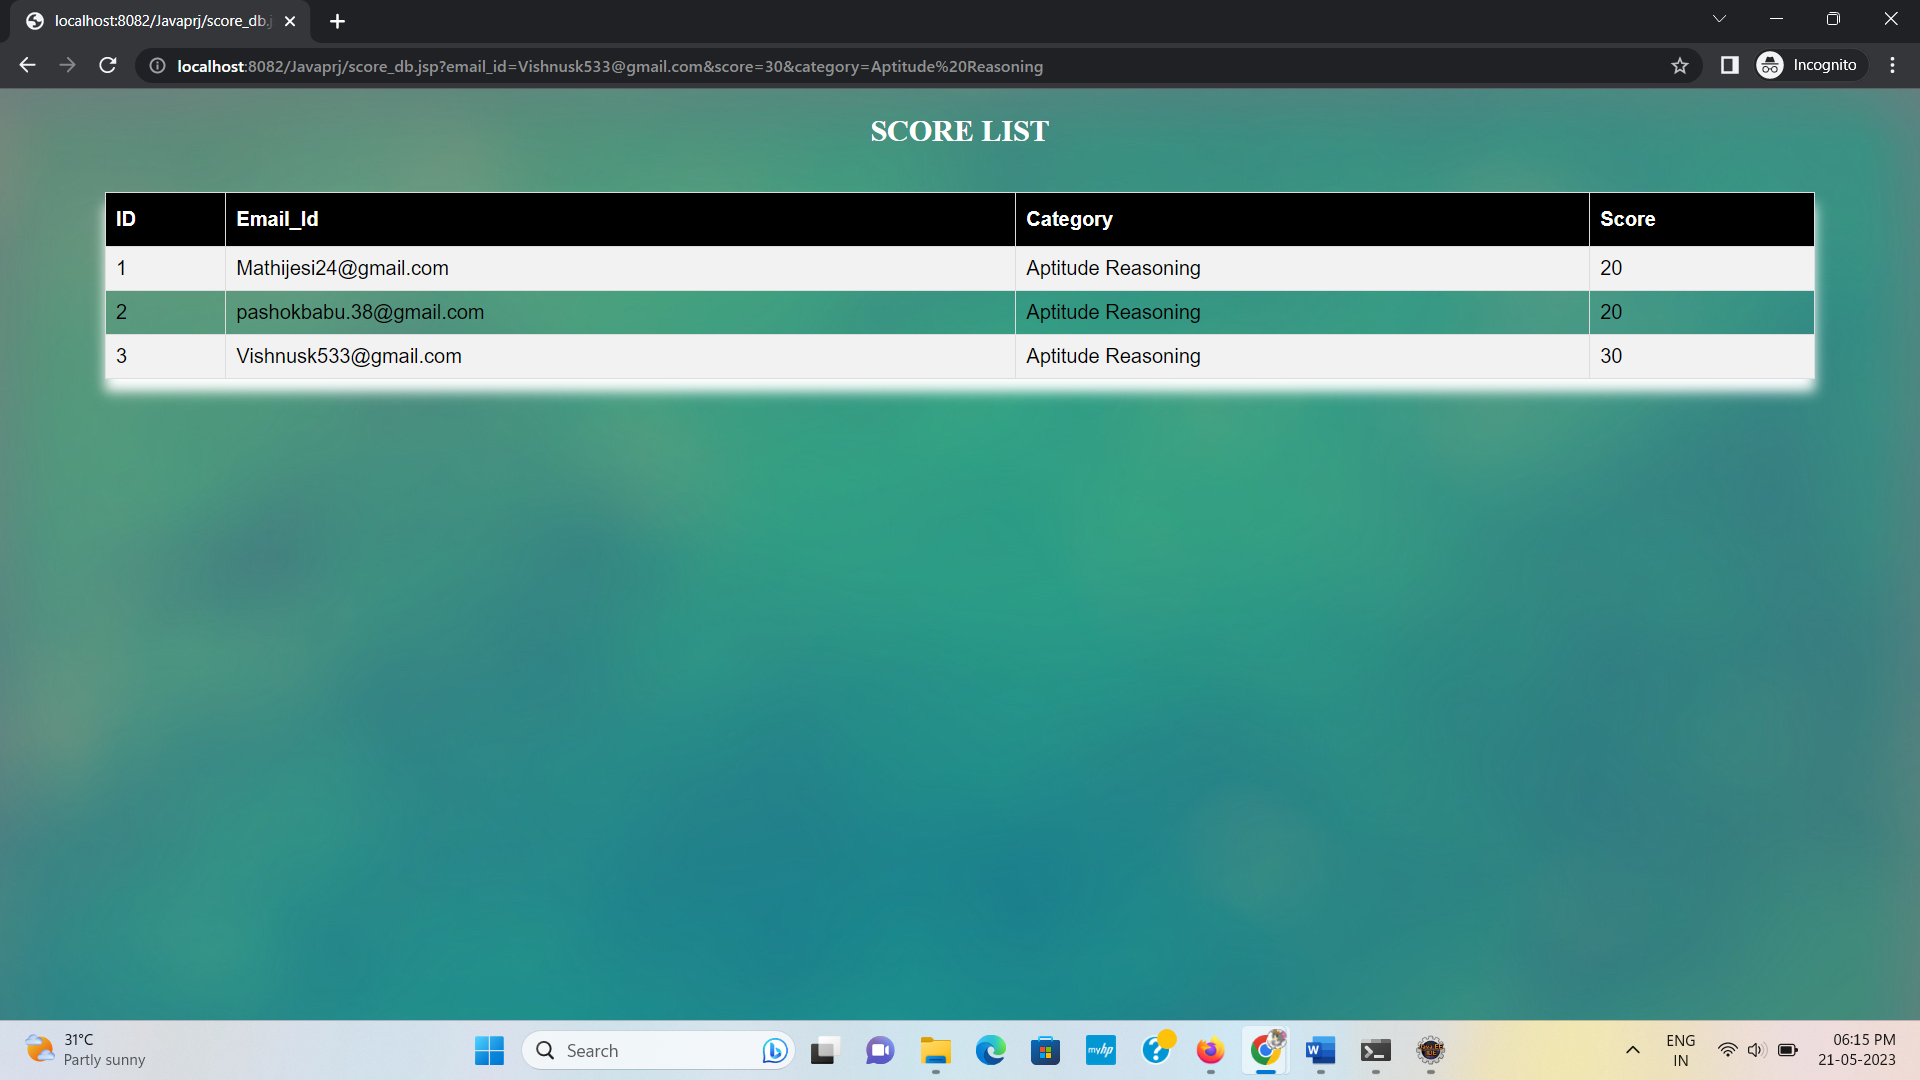 localhost:8082/Javaprj/score_db.j
localhost:8082/Javaprj/score_db.jsp?email_id=Vishnusk533@gmail.com&score=30&category=Aptitude%20Reasoning
Incognito
SCORE LIST
ID Email_Id Category Score
1 Mathijesi24@gmail.com Aptitude Reasoning 20
2 pashokbabu.38@gmail.com Aptitude Reasoning 20
3 Vishnusk533@gmail.com Aptitude Reasoning 30
31°C
Partly sunny
Search
myhp
ENG
IN
06:15 PM
21-05-2023